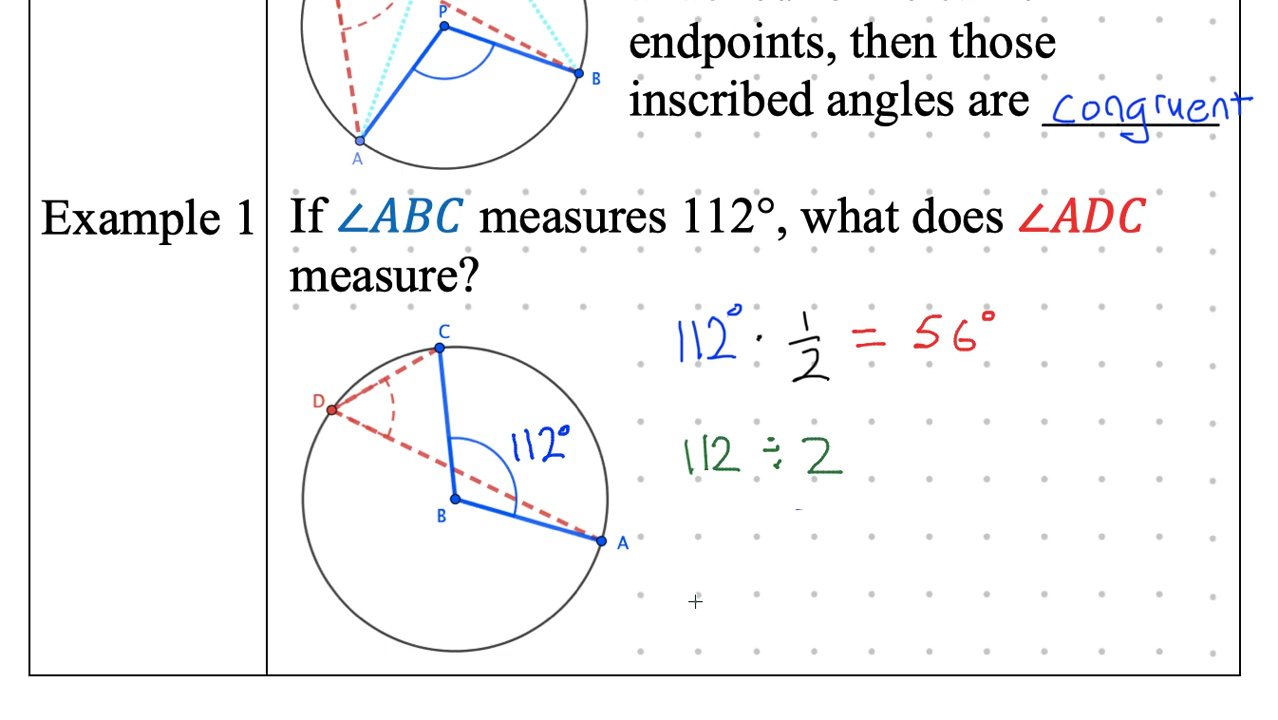 P
B
A
endpoints, then those
inscribed angles are congruent
Example 1
If ∠ABC measures 112°, what does ∠ADC
measure?
C
D
B
A
112°
112° · 1/2 = 56°
112 ÷ 2